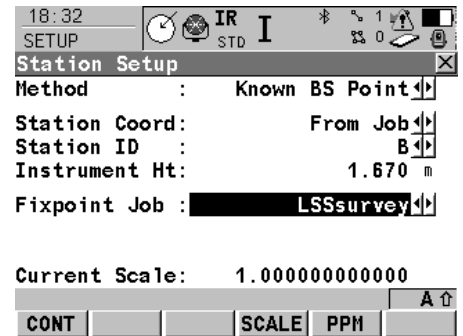 18:32
SETUP
IR
STD
I
1
0
Station Setup
Method : Known BS Point
Station Coord: From Job
Station ID : B
Instrument Ht: 1.670 m
Fixpoint Job : LSSsurvey
Current Scale: 1.000000000000
A
CONT SCALE PPM